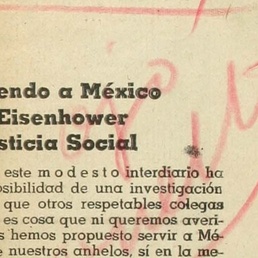 endo a México
Eisenhower
sticia Social
este modesto interdiario ha
osibilidad de una investigación
que otros respetables colegas
es cosa que ni queremos averi-
s hemos propuesto servir a Mé-
e nuestros anhelos, sí en la me-